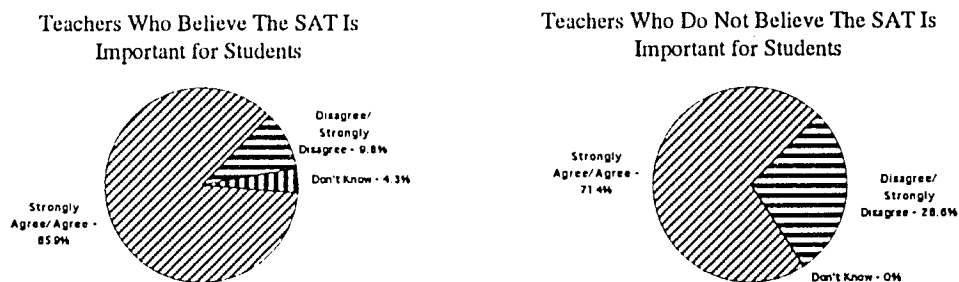 Teachers Who Believe The SAT Is
Important for Students
Disagree/
Strongly
Disagree - 9.8%
Don't Know - 4.3%
Strongly
Agree/Agree -
85.9%
Teachers Who Do Not Believe The SAT Is
Important for Students
Strongly
Agree/Agree -
71.4%
Disagree/
Strongly
Disagree - 28.6%
Don't Know - 0%